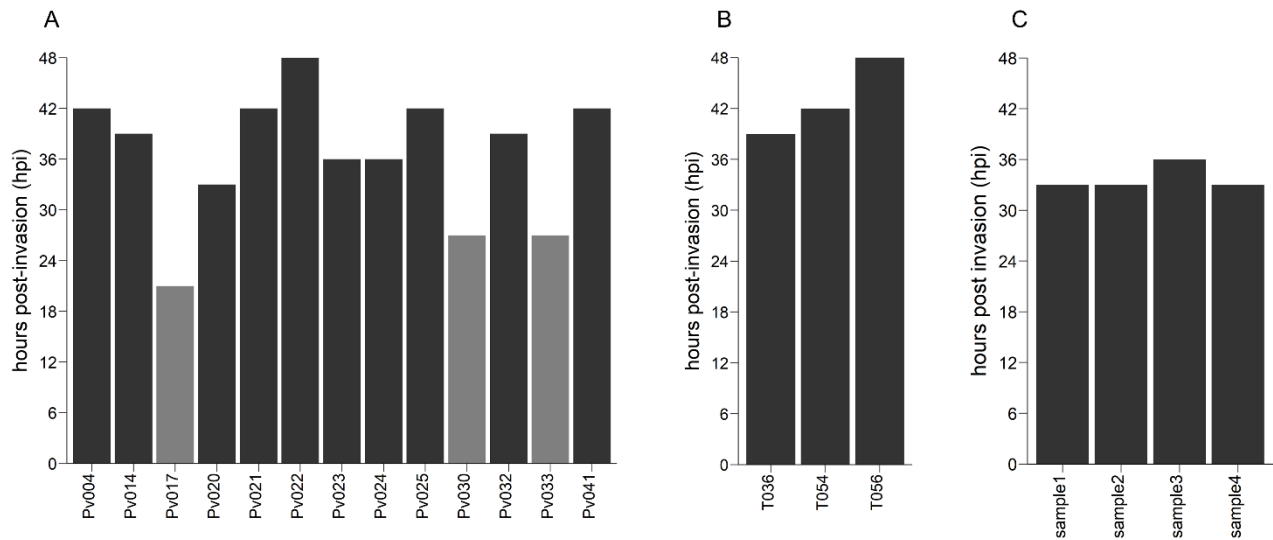 A
hours post-invasion (hpi)
48
42
36
30
24
18
12
6
0
Pv004
Pv014
Pv017
Pv020
Pv021
Pv022
Pv023
Pv024
Pv025
Pv030
Pv032
Pv033
Pv041
B
hours post-invasion (hpi)
48
42
36
30
24
18
12
6
0
T036
T054
T056
C
hours post invasion (hpi)
48
42
36
30
24
18
12
6
0
sample1
sample2
sample3
sample4